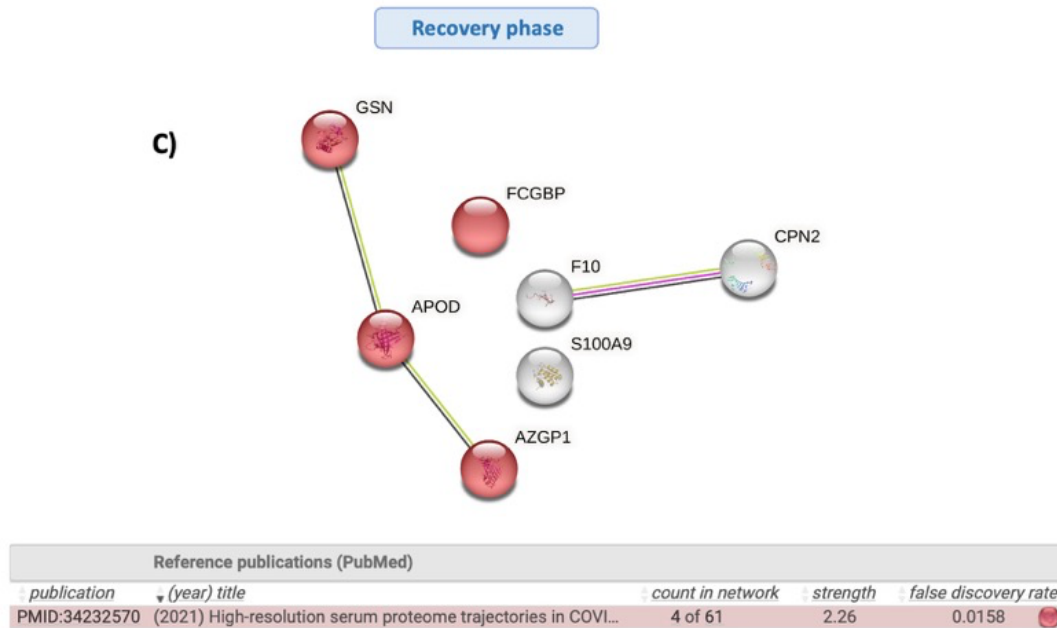 Recovery phase
C)
GSN
FCGBP
CPN2
F10
APOD
S100A9
AZGP1
Reference publications (PubMed)
publication (year) title count in network strength false discovery rate
PMID:34232570 (2021) High-resolution serum proteome trajectories in COVI... 4 of 61 2.26 0.0158